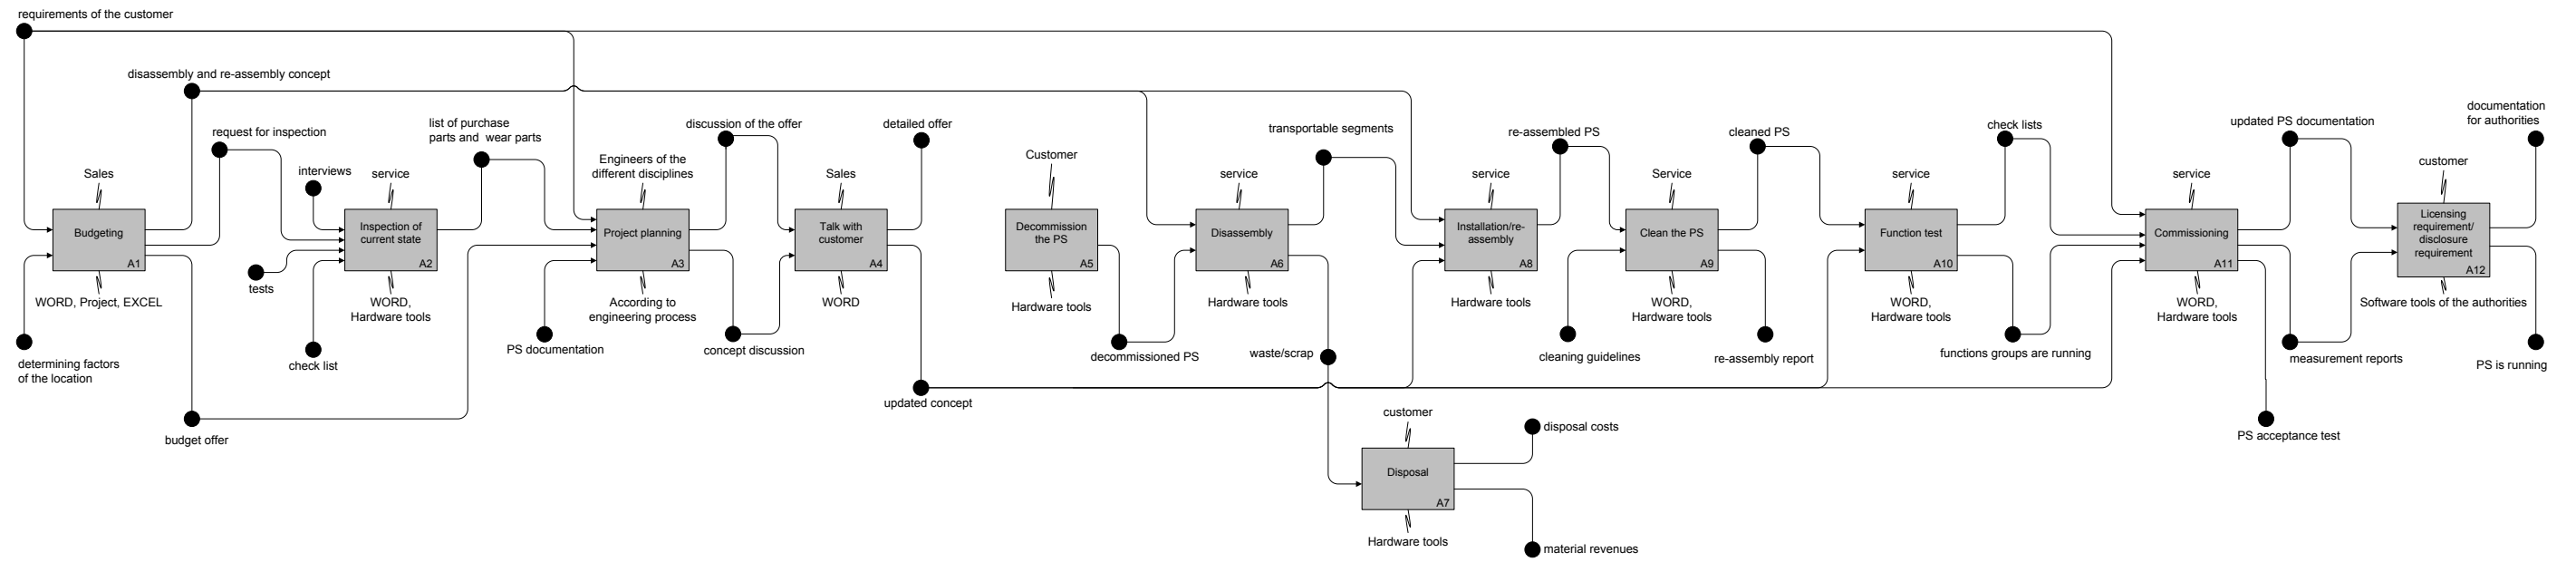 requirements of the customer
disassembly and re-assembly concept
request for inspection
Sales
Budgeting
A1
WORD, Project, EXCEL
determining factors
of the location
budget offer
interviews
tests
check list
service
Inspection of
current state
A2
WORD,
Hardware tools
list of purchase
parts and wear parts
Engineers of the
different disciplines
Project planning
A3
According to
engineering process
PS documentation
discussion of the offer
concept discussion
Sales
Talk with
customer
A4
WORD
detailed offer
updated concept
Customer
Decommission
the PS
A5
Hardware tools
decommissioned PS
service
Disassembly
A6
Hardware tools
transportable segments
waste/scrap
customer
Disposal
A7
Hardware tools
disposal costs
material revenues
service
Installation/re-
assembly
A8
Hardware tools
re-assembled PS
cleaning guidelines
Service
Clean the PS
A9
WORD,
Hardware tools
cleaned PS
re-assembly report
service
Function test
A10
WORD,
Hardware tools
check lists
functions groups are running
service
Commissioning
A11
WORD,
Hardware tools
updated PS documentation
measurement reports
PS acceptance test
customer
Licensing
requirement/
disclosure
requirement
A12
Software tools of the authorities
documentation
for authorities
PS is running